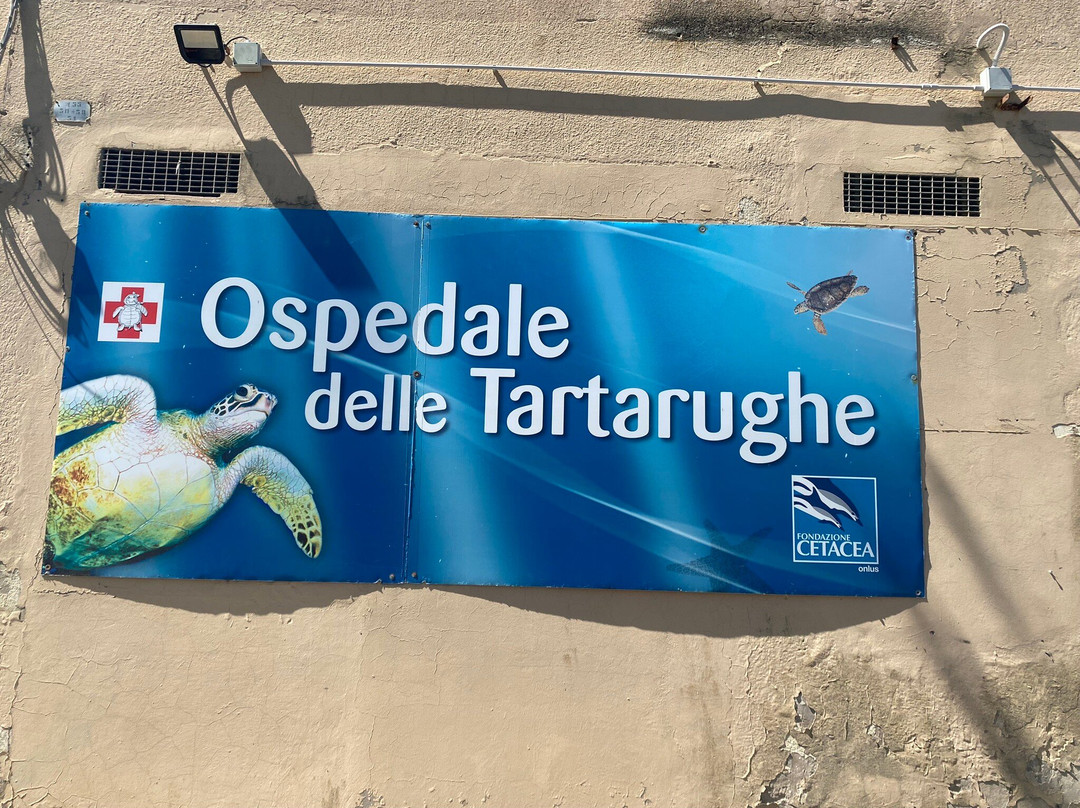 Ospedale
delle Tartarughe
FONDAZIONE
CETACEA
onlus